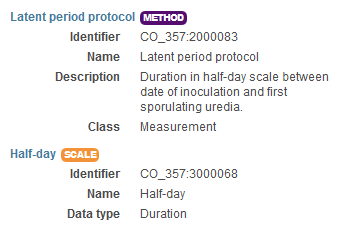 Latent period protocol METHOD
Identifier CO_357:2000083
Name Latent period protocol
Description Duration in half-day scale between
date of inoculation and first
sporulating uredia.
Class Measurement
Half-day SCALE
Identifier CO_357:3000068
Name Half-day
Data type Duration